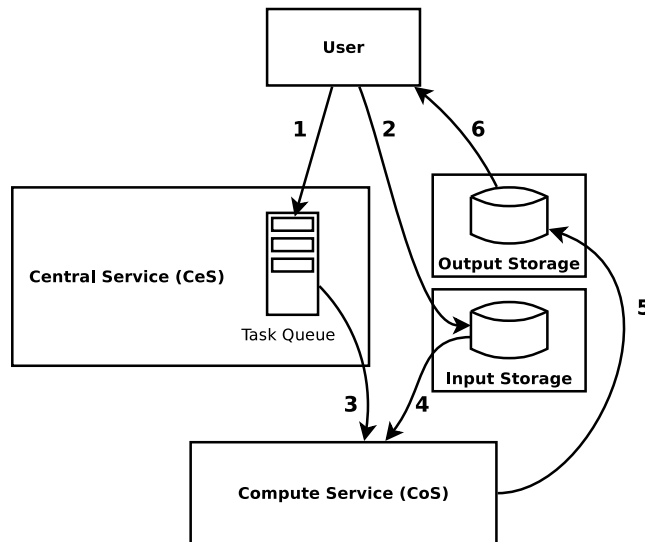 User
1
2
6
Central Service (CeS)
Task Queue
Output Storage
5
Input Storage
3
4
Compute Service (CoS)